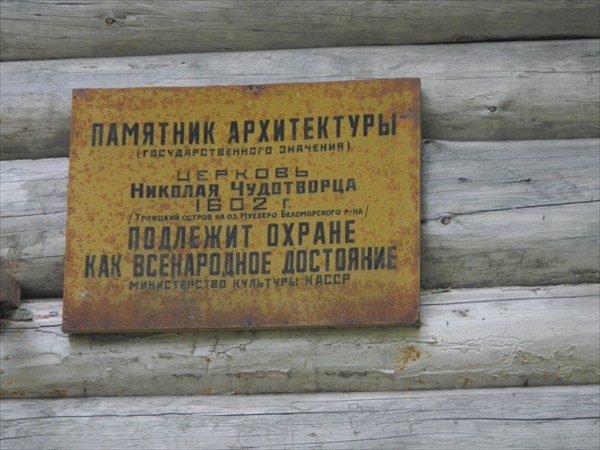 ПАМЯТНИК АРХИТЕКТУРЫ
(ГОСУДАРСТВЕННОГО ЗНАЧЕНИЯ)
ЦЕРКОВЬ
НИКОЛАЯ ЧУДОТВОРЦА
1602 Г.
/ТРОИЦКИЙ ОСТРОВ НА ОЗ. МУЕЗЕРО БЕЛОМОРСКОГО Р-НА/
ПОДЛЕЖИТ ОХРАНЕ
КАК ВСЕНАРОДНОЕ ДОСТОЯНИЕ
МИНИСТЕРСТВО КУЛЬТУРЫ КАССР